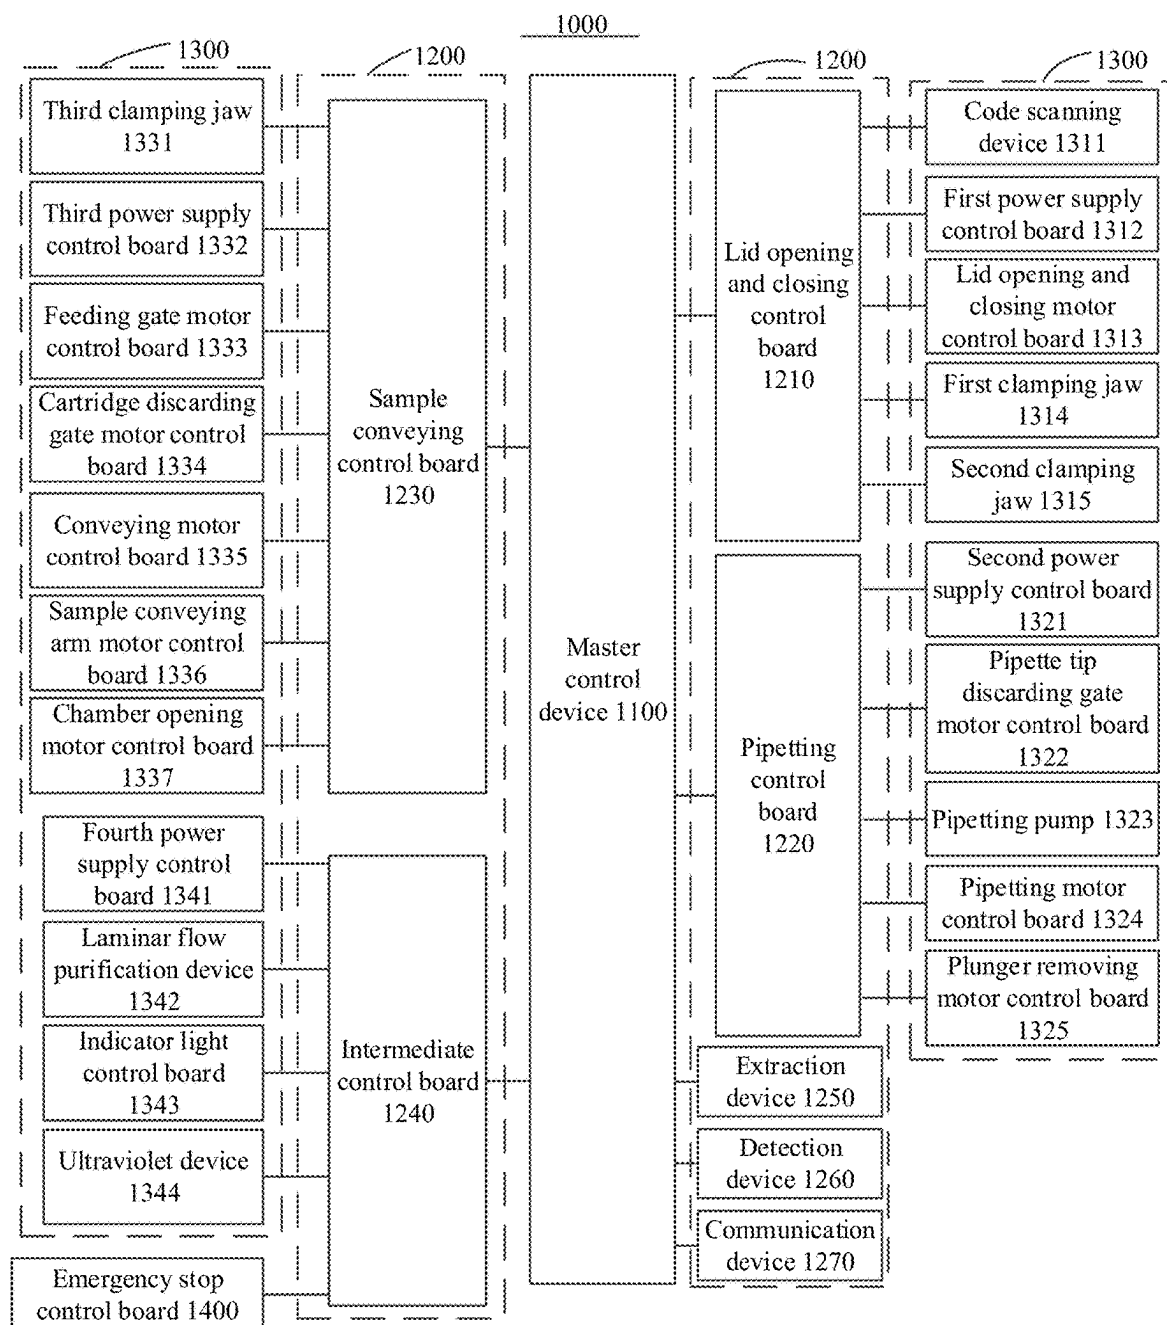 1000
1300
1200
1200
1300
Third clamping jaw
1331
Third power supply
control board 1332
Feeding gate motor
control board 1333
Cartridge discarding
gate motor control
board 1334
Conveying motor
control board 1335
Sample conveying
arm motor control
board 1336
Chamber opening
motor control board
1337
Fourth power
supply control
board 1341
Laminar flow
purification device
1342
Indicator light
control board
1343
Ultraviolet device
1344
Emergency stop
control board 1400
Sample
conveying
control board
1230
Intermediate
control board
1240
Master
control
device 1100
Lid opening
and closing
control
board
1210
Pipetting
control
board
1220
Extraction
device 1250
Detection
device 1260
Communication
device 1270
Code scanning
device 1311
First power supply
control board 1312
Lid opening and
closing motor
control board 1313
First clamping jaw
1314
Second clamping
jaw 1315
Second power
supply control board
1321
Pipette tip
discarding gate
motor control board
1322
Pipetting pump 1323
Pipetting motor
control board 1324
Plunger removing
motor control board
1325